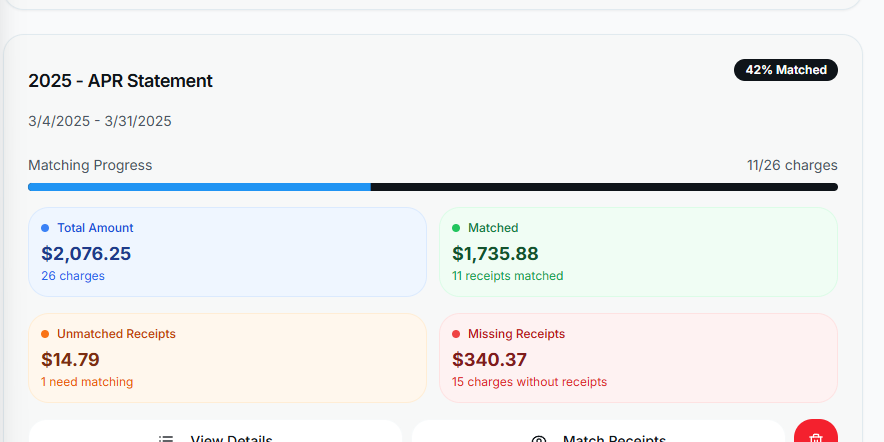 2025 - APR Statement
42% Matched
3/4/2025 - 3/31/2025
Matching Progress
11/26 charges
Total Amount
$2,076.25
26 charges
Matched
$1,735.88
11 receipts matched
Unmatched Receipts
$14.79
1 need matching
Missing Receipts
$340.37
15 charges without receipts
View Details
Match Receipts